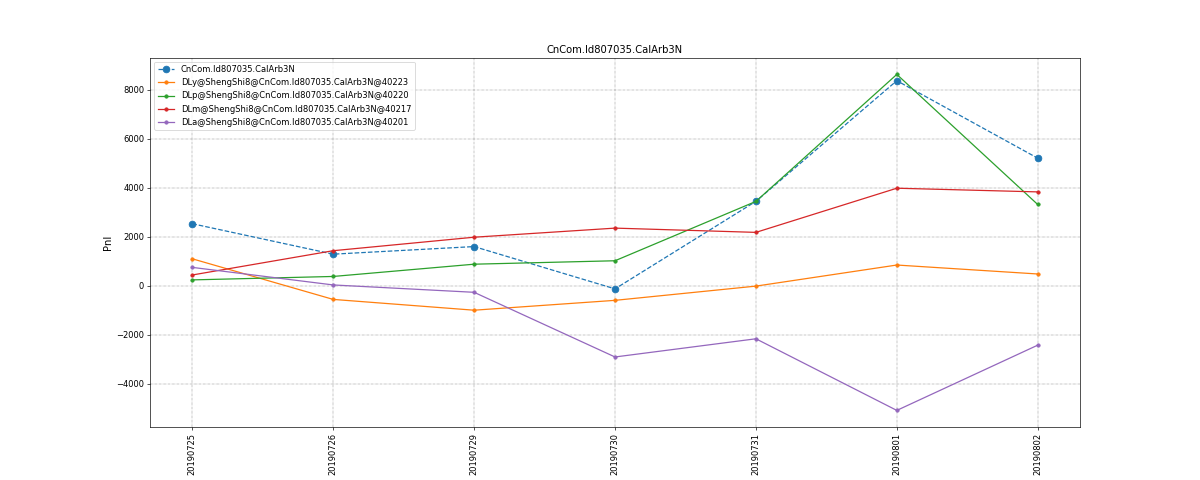 CnCom.Id807035.CalArb3N
CnCom.Id807035.CalArb3N
DLy@ShengShi8@CnCom.Id807035.CalArb3N@40223
DLp@ShengShi8@CnCom.Id807035.CalArb3N@40220
DLm@ShengShi8@CnCom.Id807035.CalArb3N@40217
DLa@ShengShi8@CnCom.Id807035.CalArb3N@40201
8000
6000
4000
2000
0
−2000
−4000
Pnl
20190725
20190726
20190729
20190730
20190731
20190801
20190802